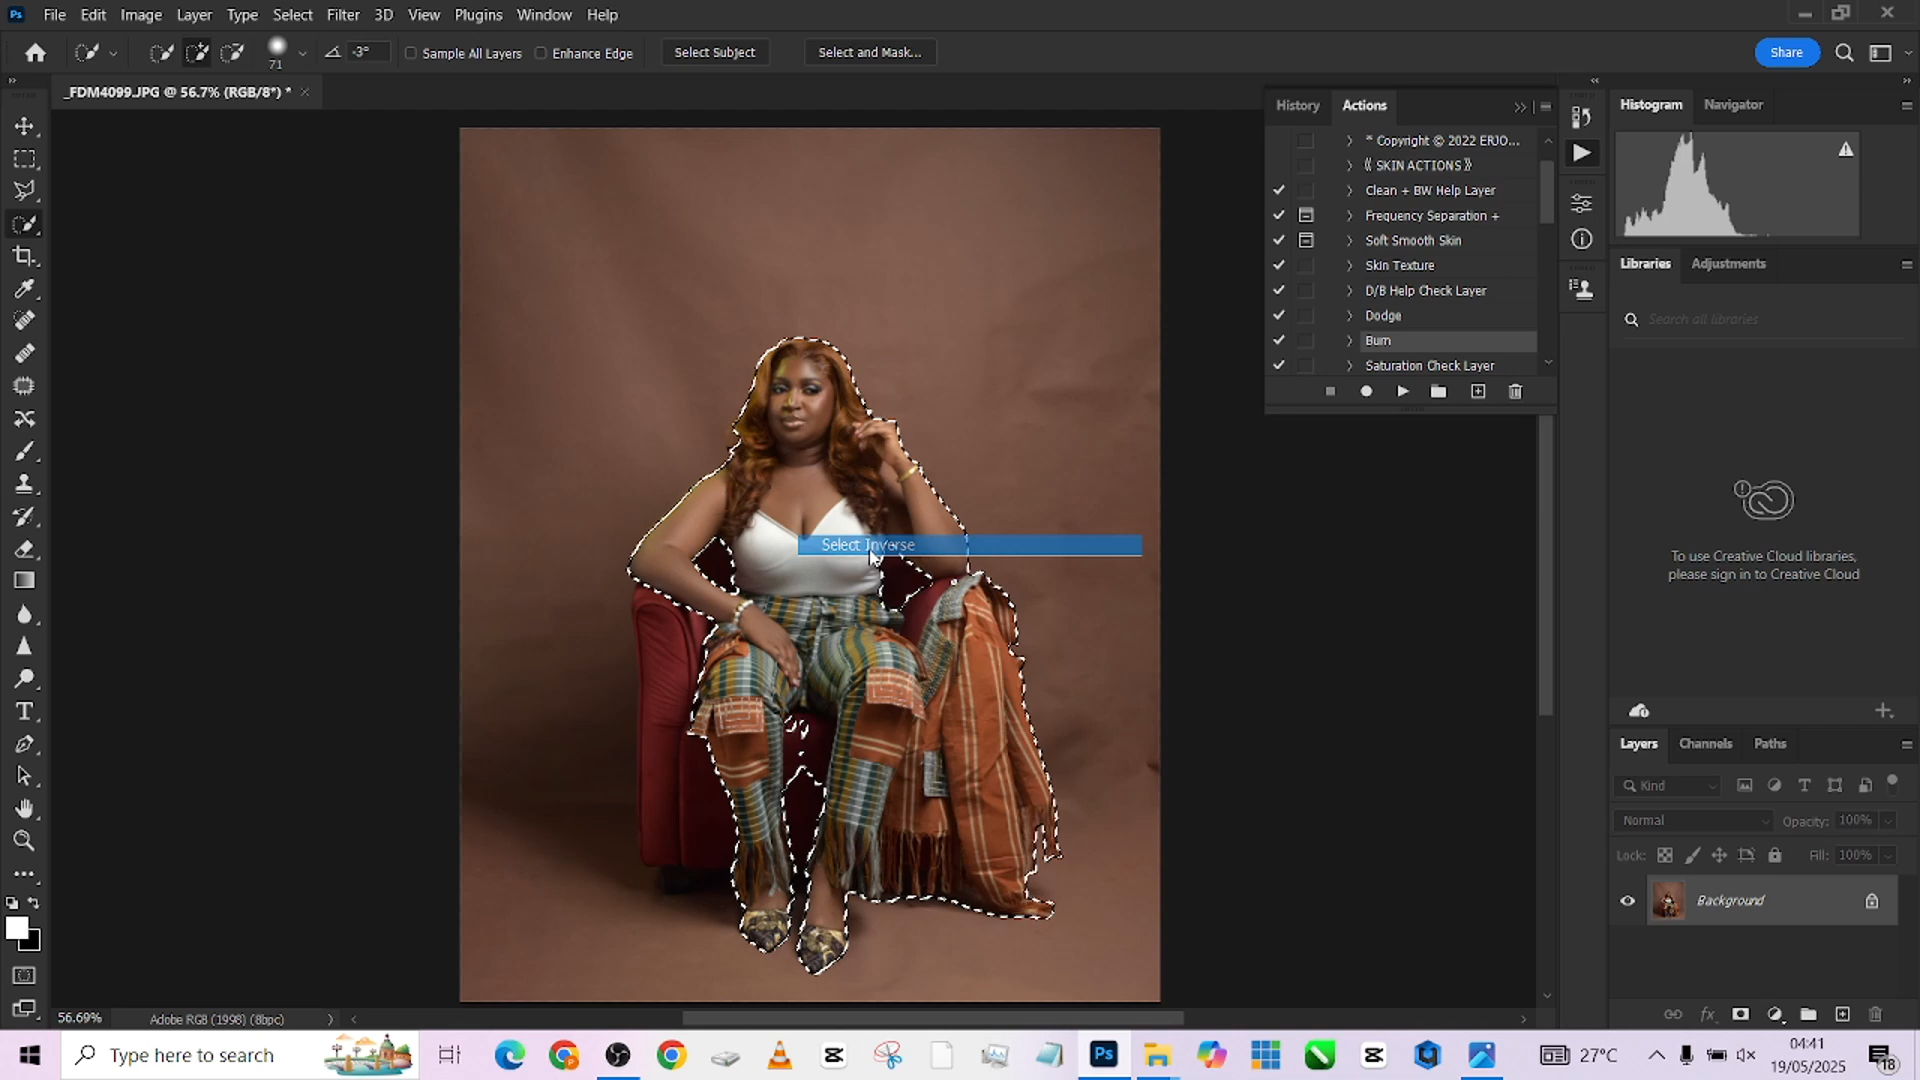 File Edit Image Layer Type Select Filter 3D View Plugins Window Help
71 -3° Sample All Layers Enhance Edge Select Subject Select and Mask... Share
_FDM4099.JPG @ 56.7% (RGB/8*) *
History Actions
* Copyright © 2022 ERJO...
⟪ SKIN ACTIONS ⟫
Clean + BW Help Layer
Frequency Separation +
Soft Smooth Skin
Skin Texture
D/B Help Check Layer
Dodge
Burn
Saturation Check Layer
Histogram Navigator
Libraries Adjustments
Search all libraries
To use Creative Cloud libraries,
please sign in to Creative Cloud
Select Inverse
Layers Channels Paths
Kind
Normal Opacity: 100%
Lock: Fill: 100%
Background
56.69% Adobe RGB (1998) (8bpc)
Type here to search
27°C
04:41
19/05/2025
18